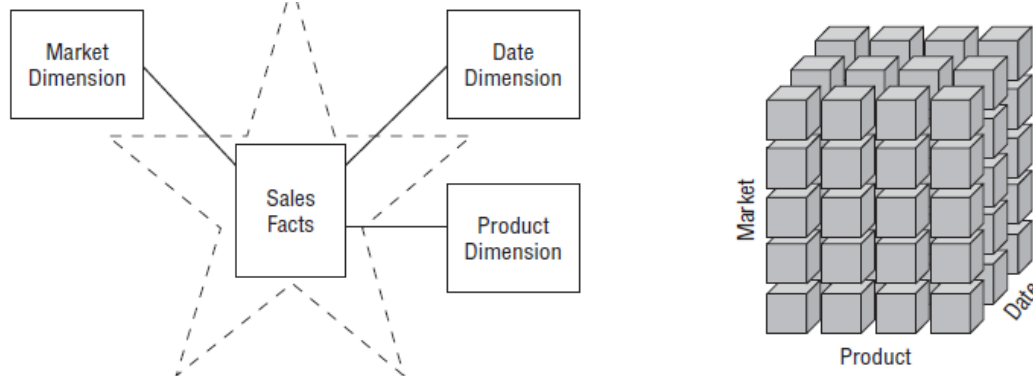 Market
Dimension
Date
Dimension
Sales
Facts
Product
Dimension
Market
Product
Date